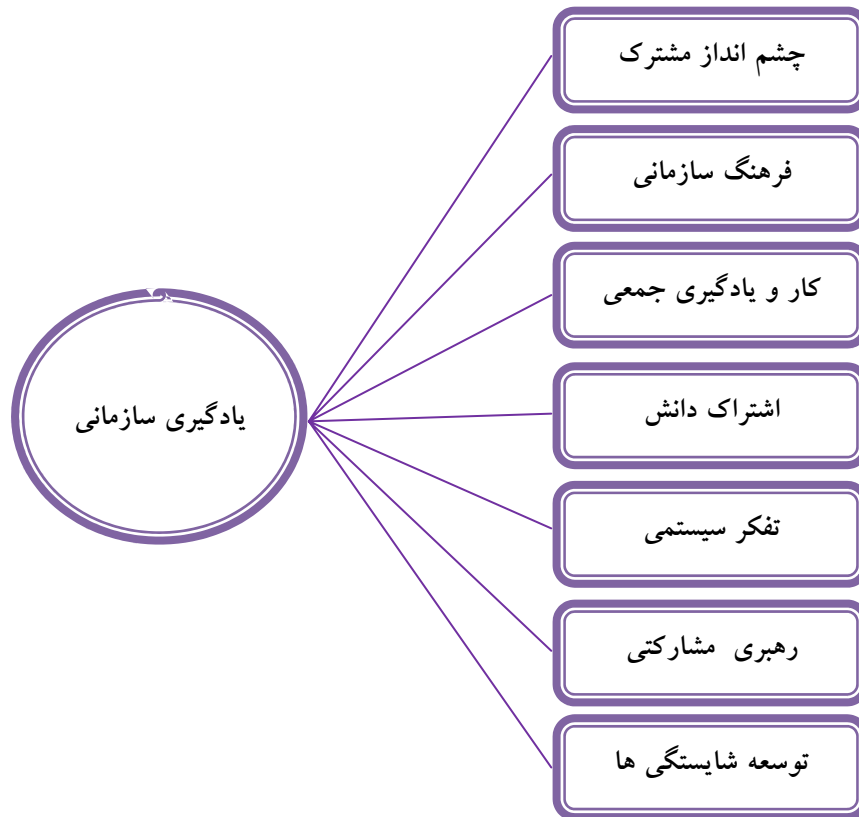 چشم انداز مشترک
فرهنگ سازمانی
کار و یادگیری جمعی
یادگیری سازمانی
اشتراک دانش
تفکر سیستمی
رهبری مشارکتی
توسعه شایستگی ها